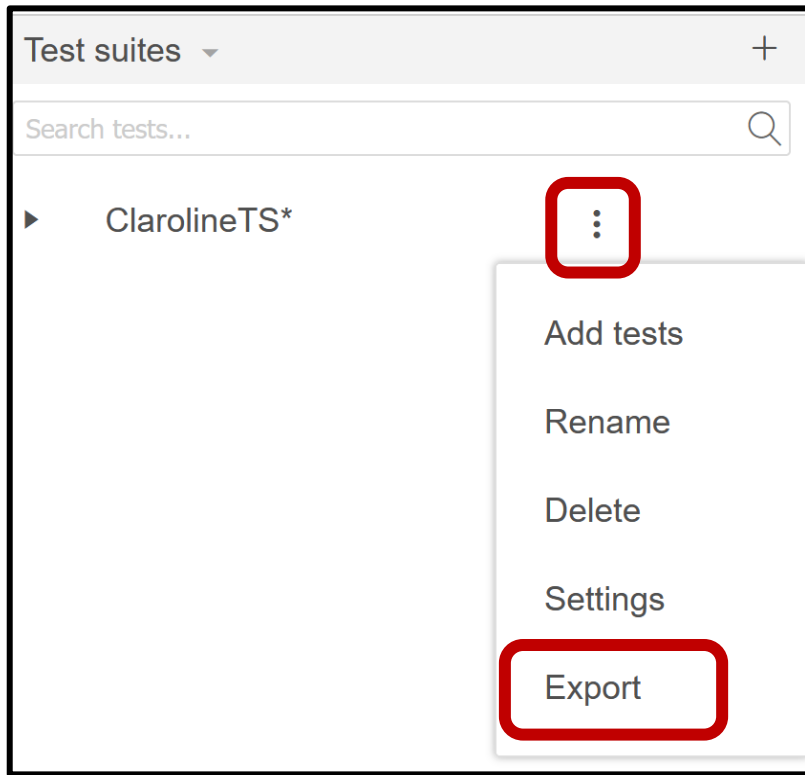 Test suites
Search tests...
ClarolineTS*
Add tests
Rename
Delete
Settings
Export